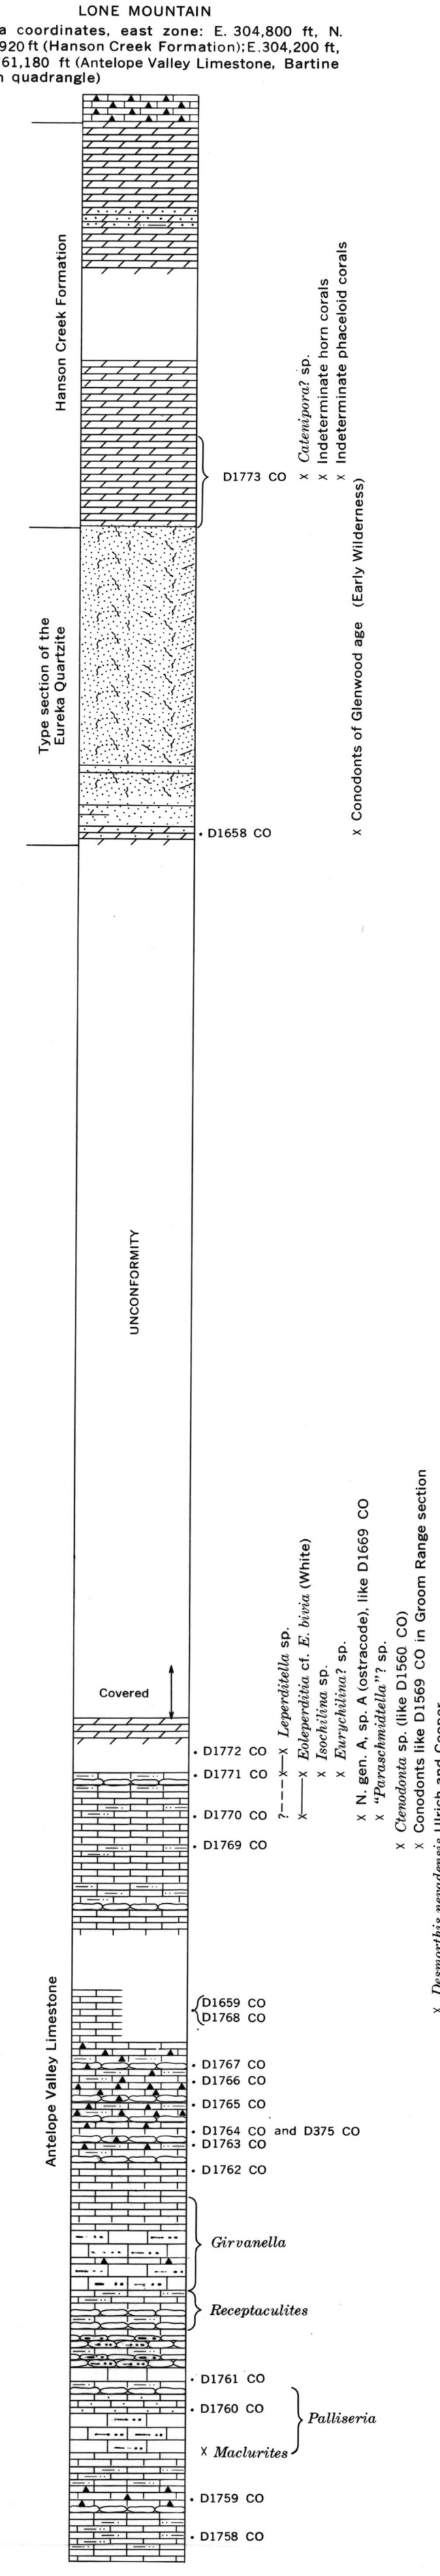 LONE MOUNTAIN
a coordinates, east zone: E. 304,800 ft, N.
920 ft (Hanson Creek Formation); E. 304,200 ft,
61,180 ft (Antelope Valley Limestone, Bartine
quadrangle)
Hanson Creek Formation
D1773 CO
x Catenipora? sp.
x Indeterminate horn corals
x Indeterminate phaceloid corals
Type section of the
Eureka Quartzite
D1658 CO
x Conodonts of Glenwood age (Early Wilderness)
UNCONFORMITY
Covered
D1772 CO
D1771 CO
D1770 CO
D1769 CO
?---x—x Leperditella sp.
x——x Eoleperditia cf. E. bivia (White)
x Isochilina sp.
x Eurychilina? sp.
x N. gen. A, sp. A (ostracode), like D1669 CO
x "Paraschmidtella"? sp.
x Ctenodonta sp. (like D1560 CO)
x Conodonts like D1569 CO in Groom Range section
x Desmorthis nevadensis Ulrich and Cooper
Antelope Valley Limestone
D1659 CO
D1768 CO
D1767 CO
D1766 CO
D1765 CO
D1764 CO and D375 CO
D1763 CO
D1762 CO
Girvanella
Receptaculites
D1761 CO
D1760 CO
Palliseria
x Maclurites
D1759 CO
D1758 CO